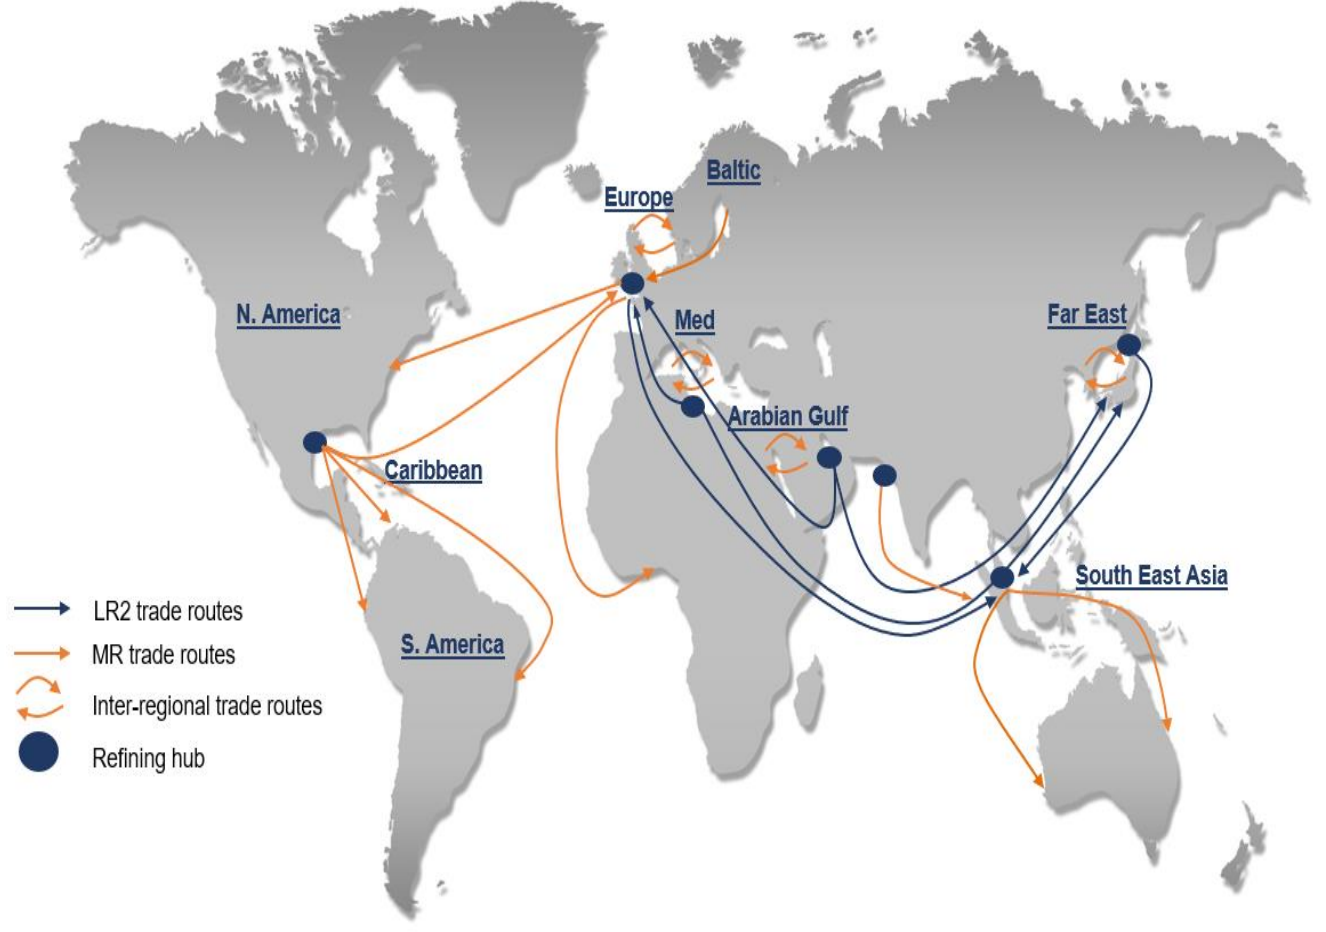 Baltic
Europe
N. America
Med
Far East
Arabian Gulf
Caribbean
South East Asia
S. America
LR2 trade routes
MR trade routes
Inter-regional trade routes
Refining hub